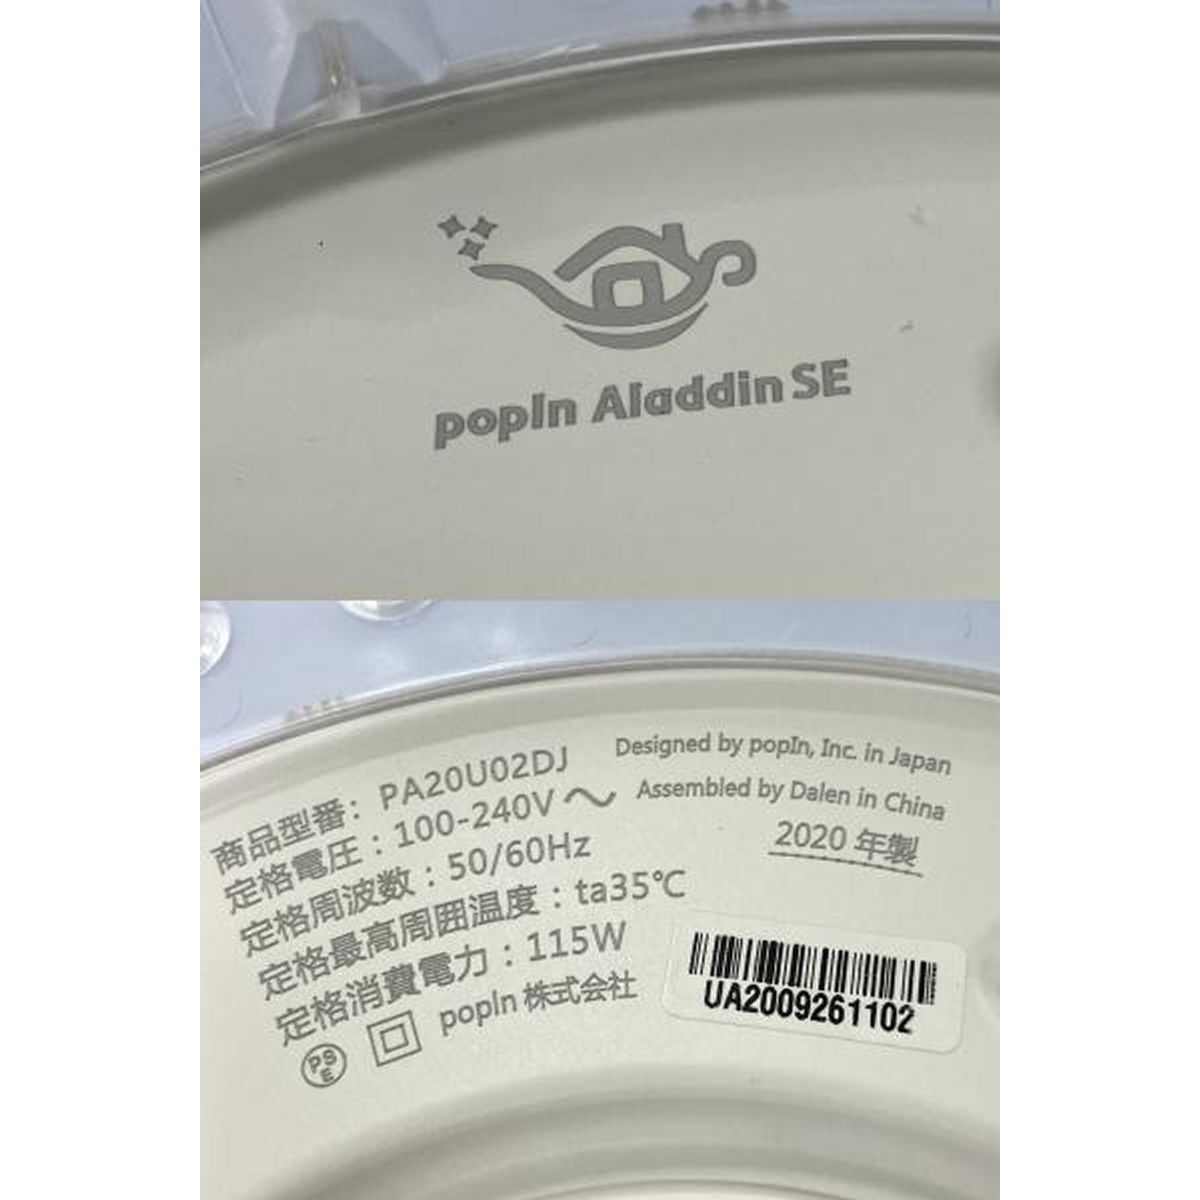 popIn Aladdin SE
商品型番：PA20U02DJ
定格電圧：100-240V～
定格周波数：50/60Hz
定格最高周囲温度：ta35℃
定格消費電力：115W
PSE popIn 株式会社
Designed by popIn, Inc. in Japan
Assembled by Dalen in China
2020 年製
UA2009261102